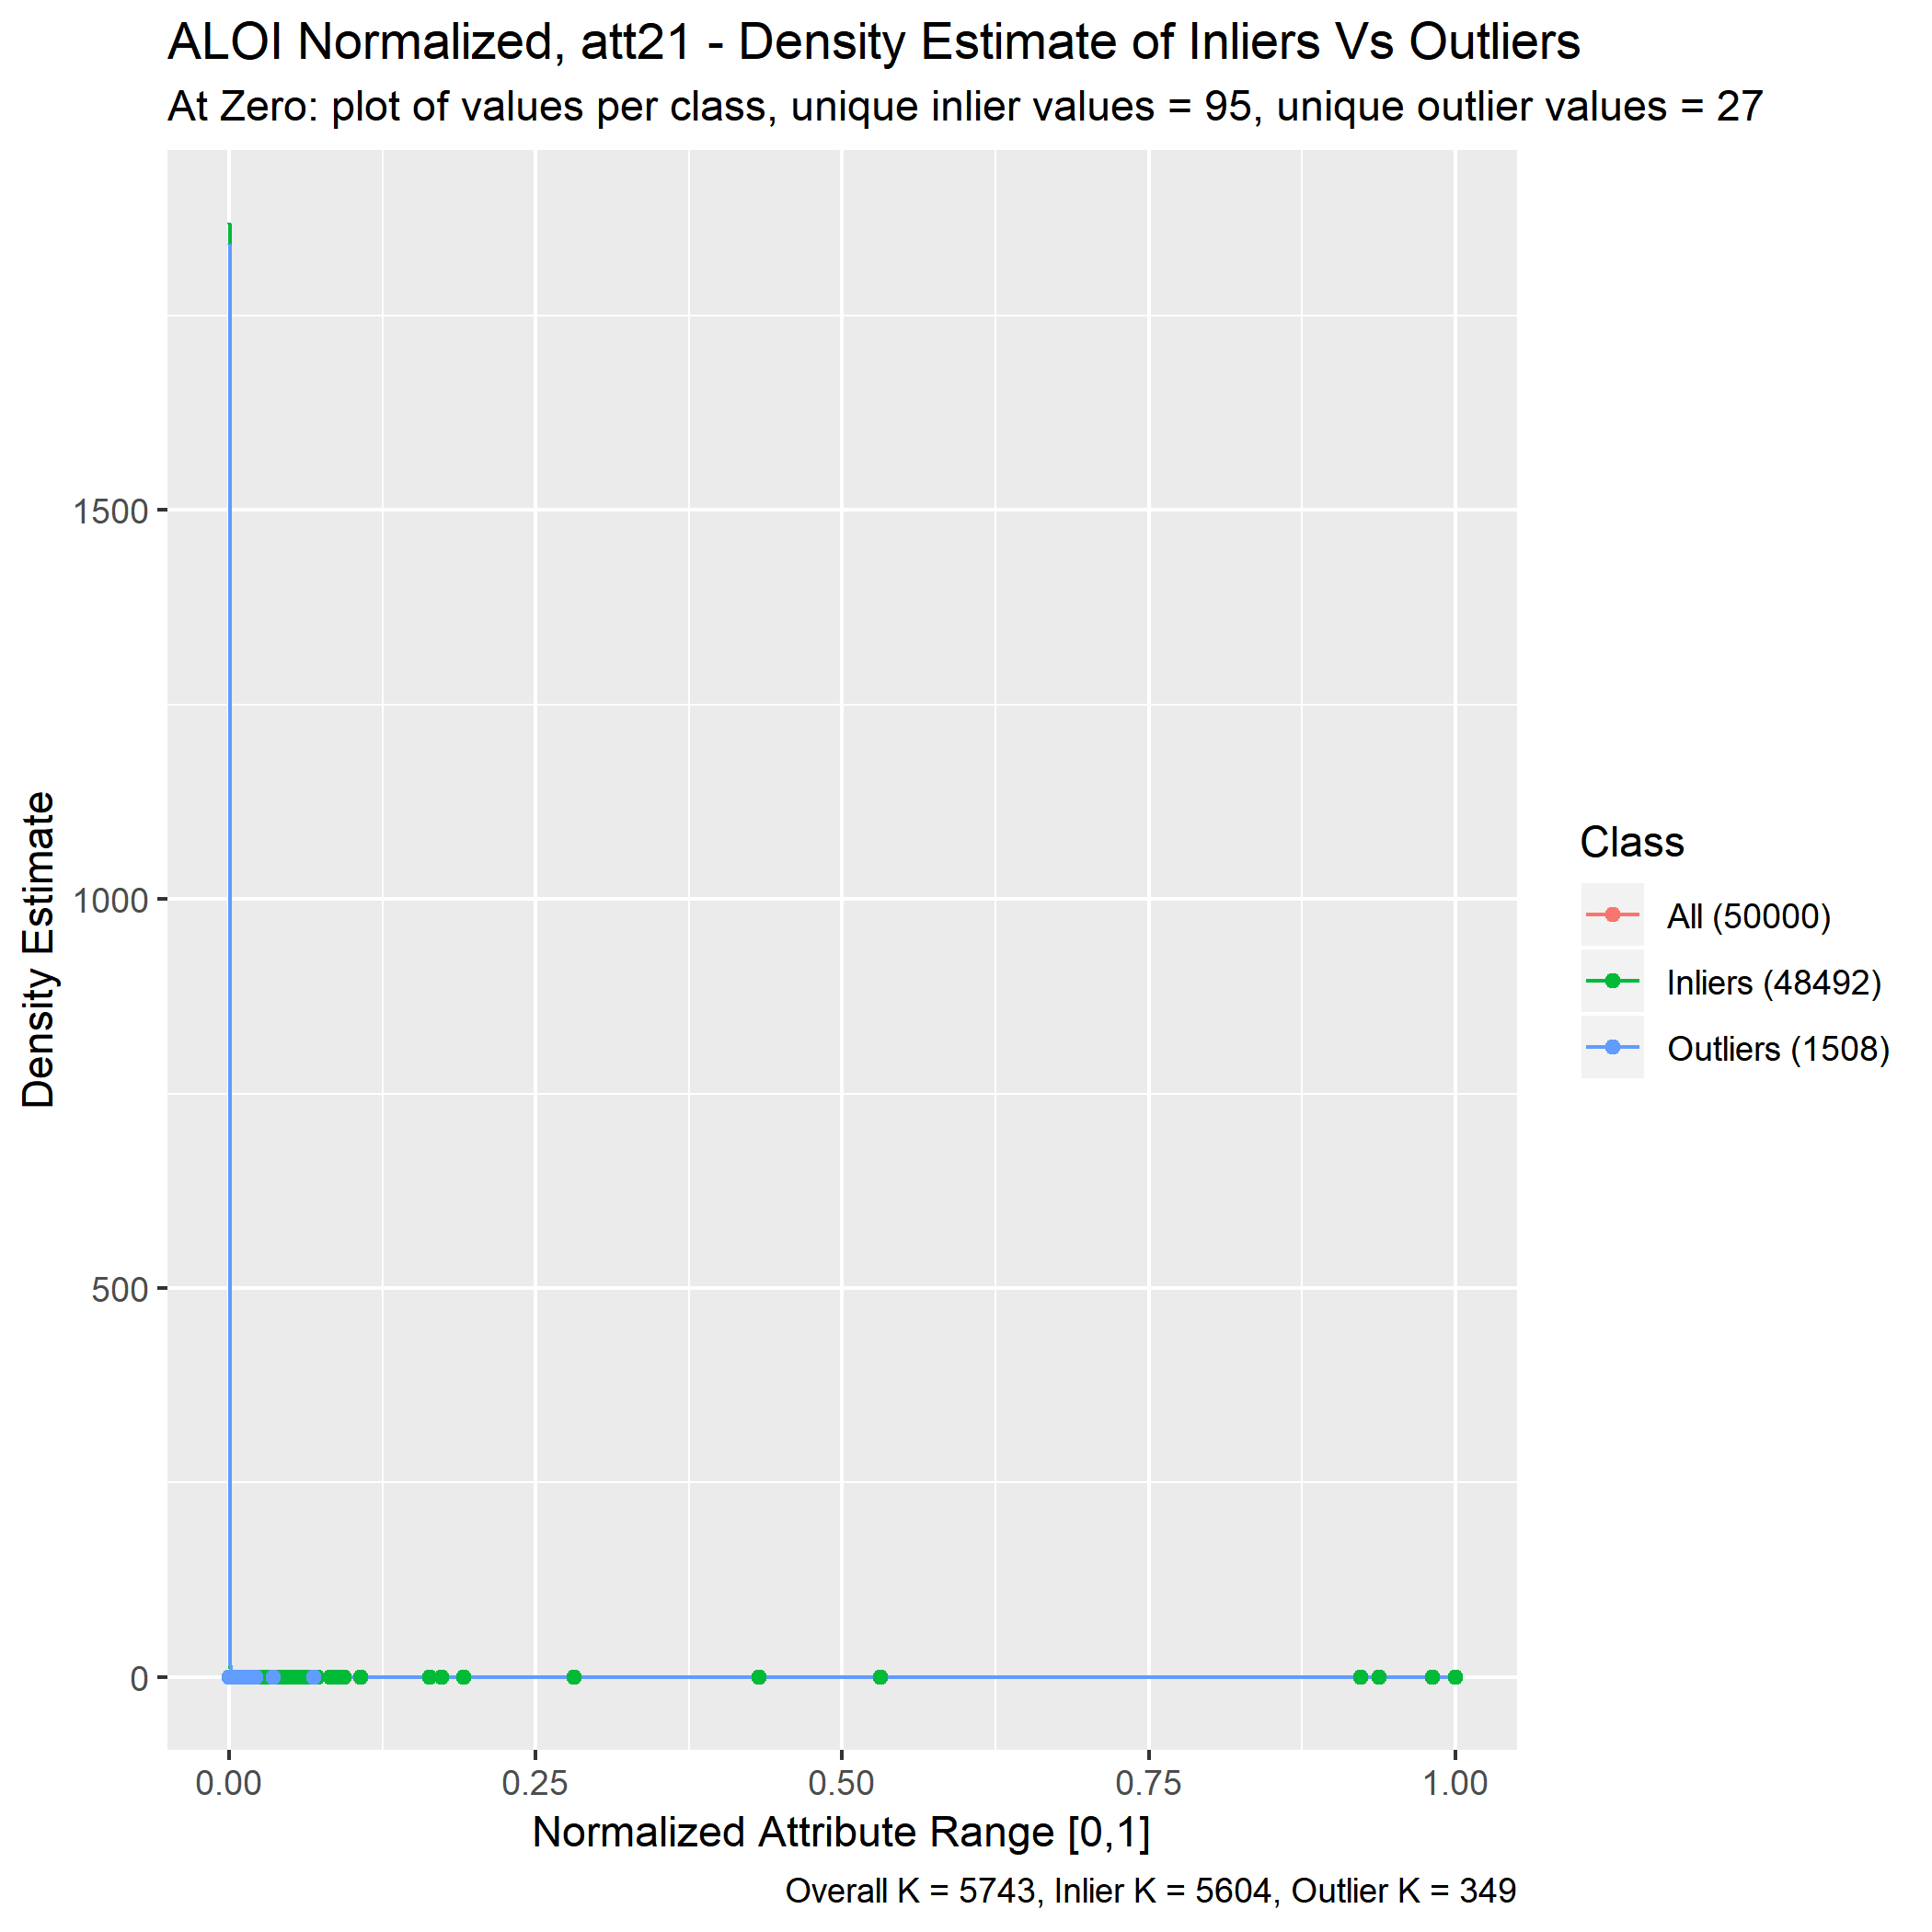 ALOI Normalized, att21 - Density Estimate of Inliers Vs Outliers
At Zero: plot of values per class, unique inlier values = 95, unique outlier values = 27
Density Estimate
1500
1000
500
0
0.00 0.25 0.50 0.75 1.00
Normalized Attribute Range [0,1]
Overall K = 5743, Inlier K = 5604, Outlier K = 349
Class
All (50000)
Inliers (48492)
Outliers (1508)